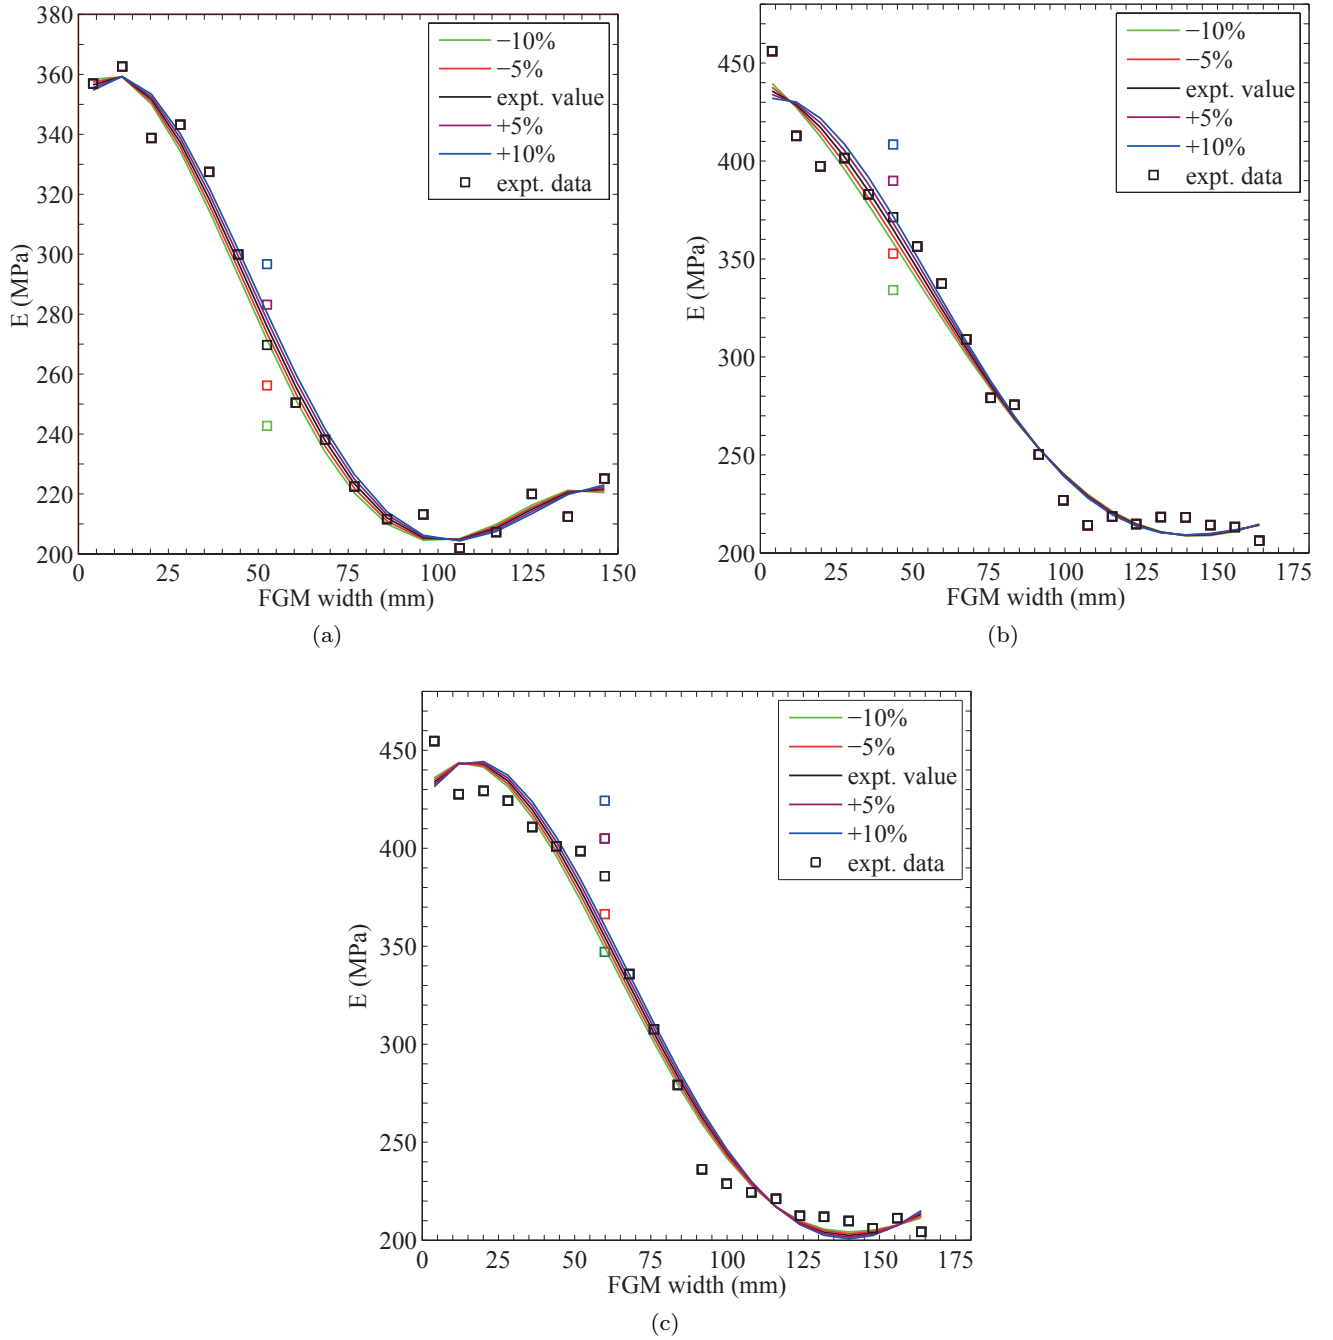 380
360
340
320
300
280
260
240
220
200
E (MPa)
0 25 50 75 100 125 150
FGM width (mm)
−10%
−5%
expt. value
+5%
+10%
expt. data
(a)
450
400
350
300
250
200
E (MPa)
0 25 50 75 100 125 150 175
FGM width (mm)
−10%
−5%
expt. value
+5%
+10%
expt. data
(b)
450
400
350
300
250
200
E (MPa)
0 25 50 75 100 125 150 175
FGM width (mm)
−10%
−5%
expt. value
+5%
+10%
expt. data
(c)